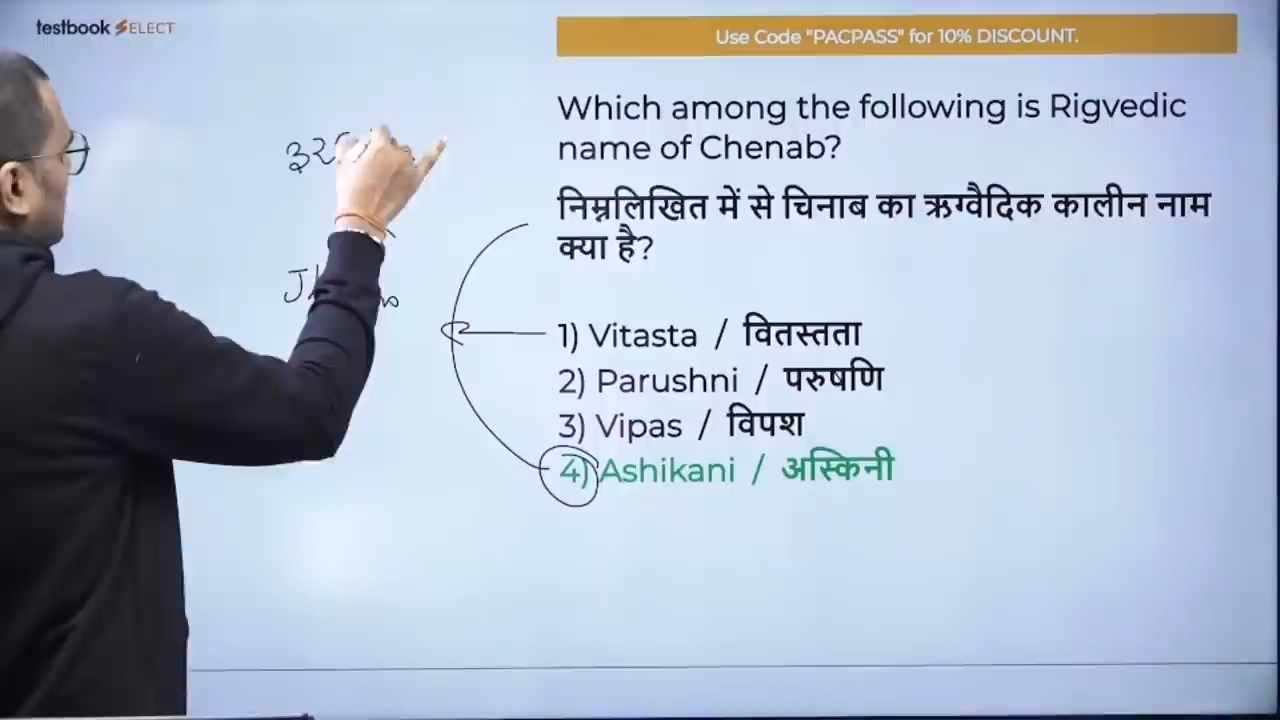 testbook SELECT
Use Code "PACPASS" for 10% DISCOUNT.
Which among the following is Rigvedic
name of Chenab?
निम्नलिखित में से चिनाब का ऋग्वैदिक कालीन नाम
क्या है?
1) Vitasta / वितस्तता
2) Parushni / परुषणि
3) Vipas / विपश
4) Ashikani / अस्किनी